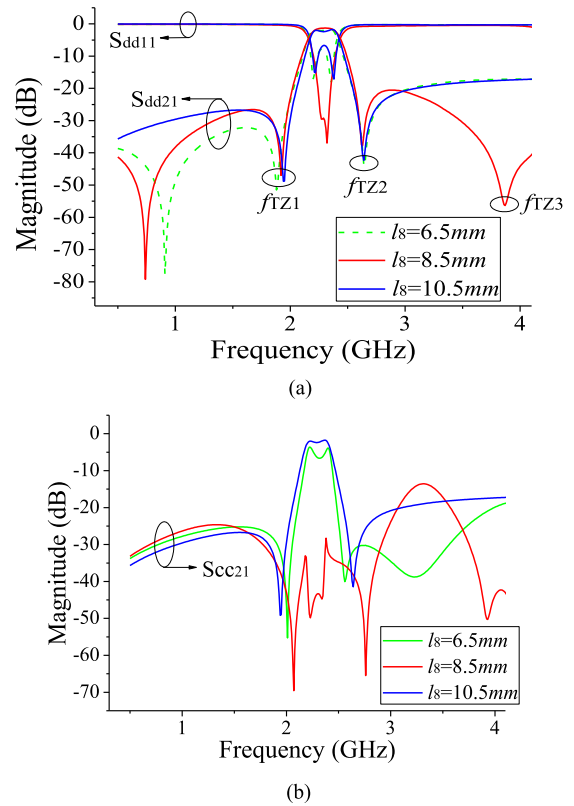 0
-10
-20
-30
-40
-50
-60
-70
-80
Magnitude (dB)
Sdd11
Sdd21
fTZ1
fTZ2
fTZ3
l8=6.5mm
l8=8.5mm
l8=10.5mm
1
2
3
4
Frequency (GHz)
(a)
0
-10
-20
-30
-40
-50
-60
-70
Magnitude (dB)
Scc21
l8=6.5mm
l8=8.5mm
l8=10.5mm
1
2
3
4
Frequency (GHz)
(b)